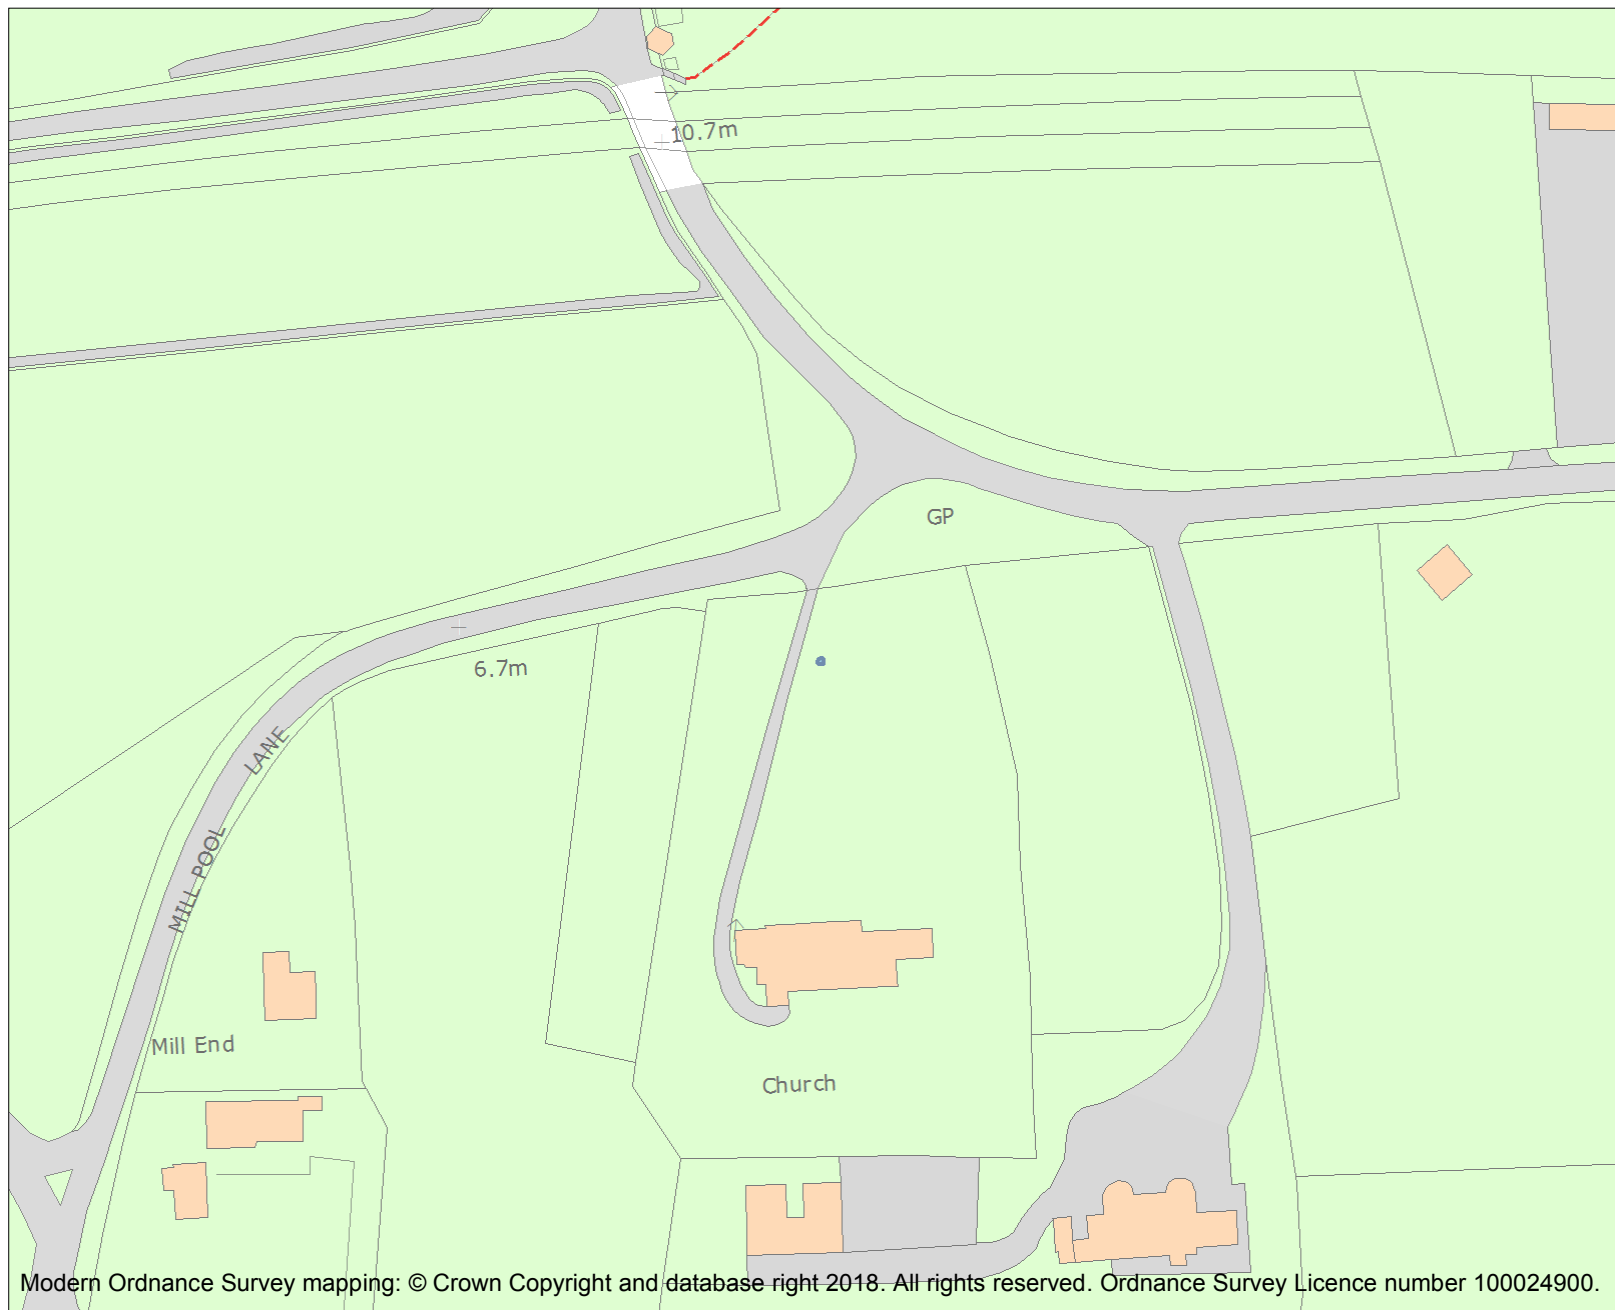 10.7m
GP
6.7m
MILL POOL LANE
Mill End
Church
Modern Ordnance Survey mapping: © Crown Copyright and database right 2018. All rights reserved. Ordnance Survey Licence number 100024900.